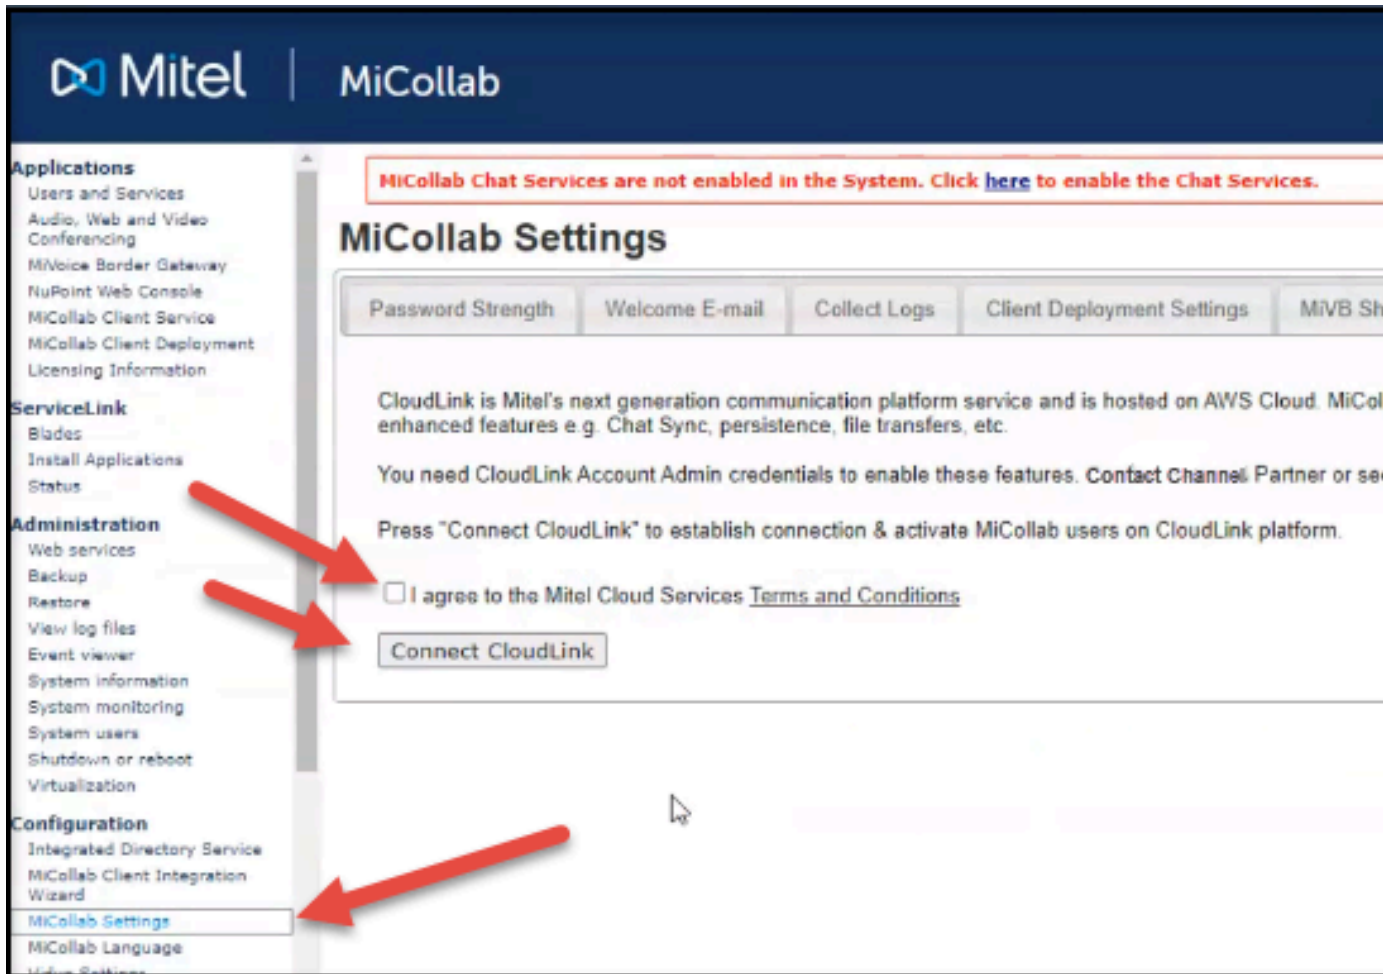 Mitel
MiCollab
Applications
Users and Services
Audio, Web and Video
Conferencing
MiVoice Border Gateway
NuPoint Web Console
MiCollab Client Service
MiCollab Client Deployment
Licensing Information
ServiceLink
Blades
Install Applications
Status
Administration
Web services
Backup
Restore
View log files
Event viewer
System information
System monitoring
System users
Shutdown or reboot
Virtualization
Configuration
Integrated Directory Service
MiCollab Client Integration
Wizard
MiCollab Settings
MiCollab Language
Settings
MiCollab Chat Services are not enabled in the System. Click here to enable the Chat Services.
MiCollab Settings
Password Strength
Welcome E-mail
Collect Logs
Client Deployment Settings
MiVB Sh
CloudLink is Mitel's next generation communication platform service and is hosted on AWS Cloud. MiCol
enhanced features e.g. Chat Sync, persistence, file transfers, etc.
You need CloudLink Account Admin credentials to enable these features. Contact Channel Partner or see
Press "Connect CloudLink" to establish connection & activate MiCollab users on CloudLink platform.
I agree to the Mitel Cloud Services Terms and Conditions
Connect CloudLink